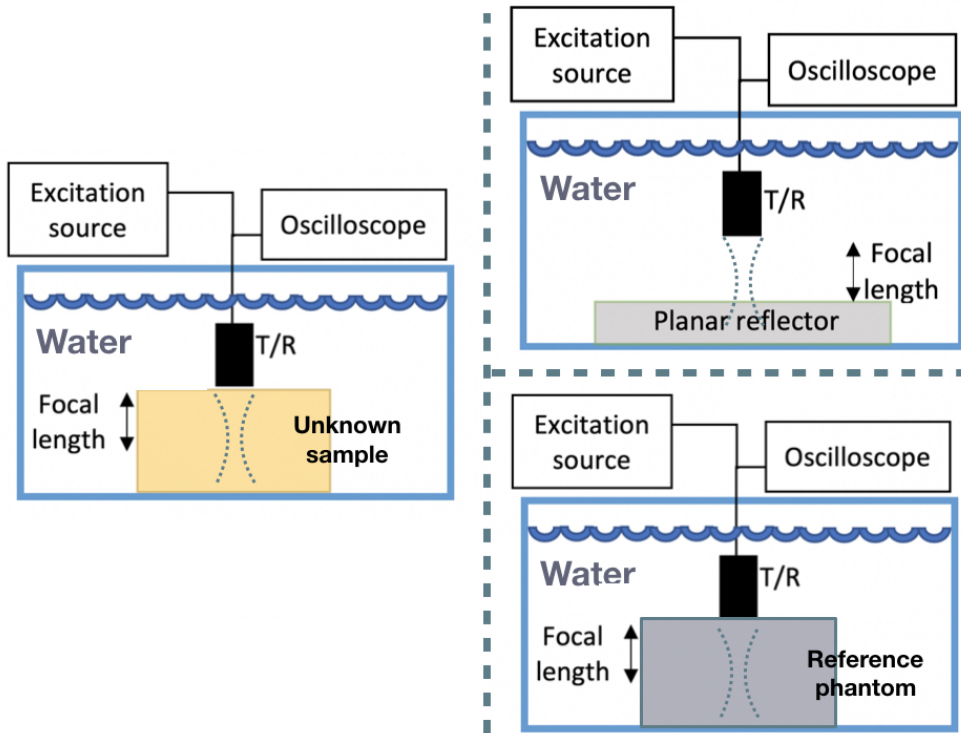 Excitation
source
Oscilloscope
Water
T/R
Focal
length
Unknown
sample
Excitation
source
Oscilloscope
Water
T/R
Focal
length
Planar reflector
Excitation
source
Oscilloscope
Water
T/R
Focal
length
Reference
phantom